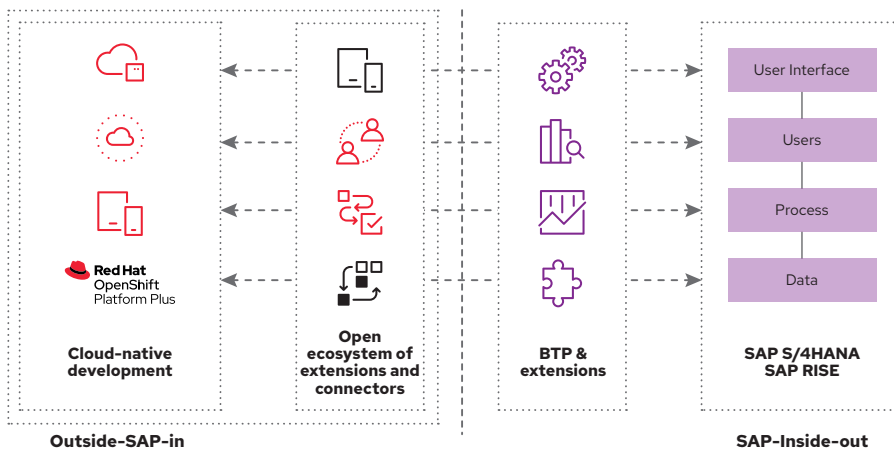 User Interface
Users
Process
Data
Red Hat
OpenShift
Platform Plus
Cloud-native
development
Open
ecosystem of
extensions and
connectors
BTP &
extensions
SAP S/4HANA
SAP RISE
Outside-SAP-in
SAP-Inside-out